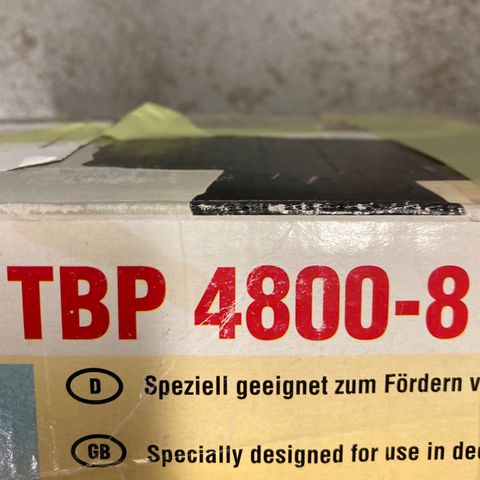 TBP 4800-8
D Speziell geeignet zum Fördern
GB Specially designed for use in